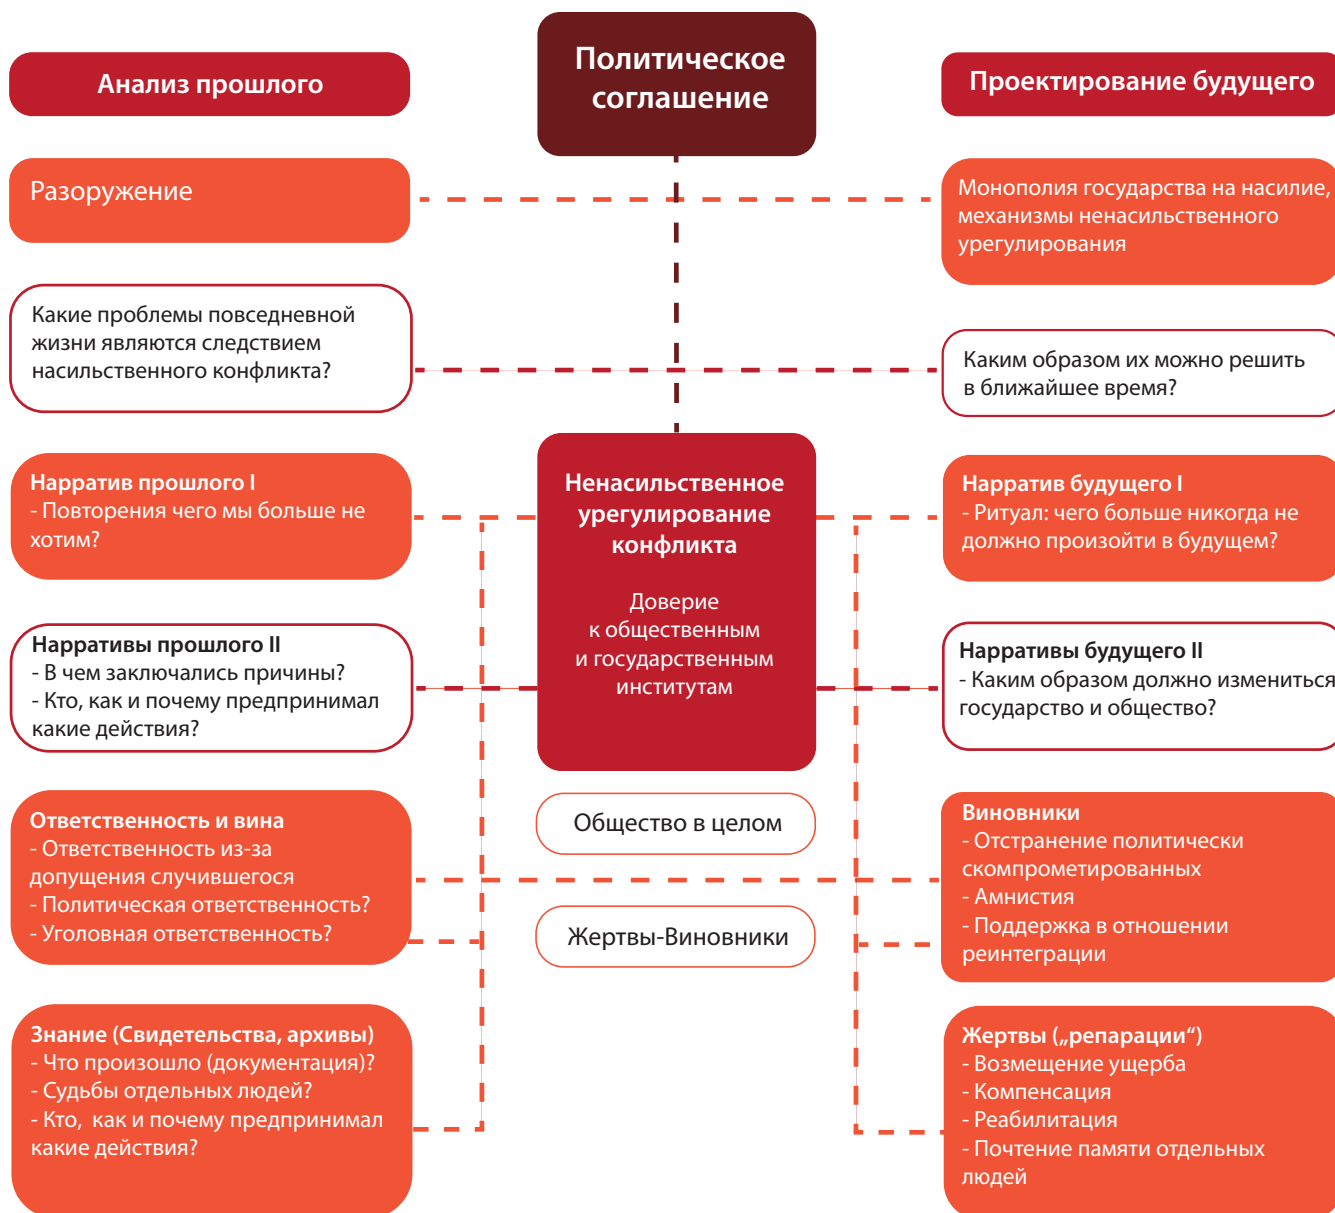 Анализ прошлого
Политическое
соглашение
Проектирование будущего
Разоружение
Монополия государства на насилие,
механизмы ненасильственного
урегулирования
Какие проблемы повседневной
жизни являются следствием
насильственного конфликта?
Каким образом их можно решить
в ближайшее время?
Нарратив прошлого I
- Повторения чего мы больше не
хотим?
Ненасильственное
урегулирование
конфликта
Доверие
к общественным
и государственным
институтам
Нарратив будущего I
- Ритуал: чего больше никогда не
должно произойти в будущем?
Нарративы прошлого II
- В чем заключались причины?
- Кто, как и почему предпринимал
какие действия?
Нарративы будущего II
- Каким образом должно измениться
государство и общество?
Ответственность и вина
- Ответственность из-за
допущения случившегося
- Политическая ответственность?
- Уголовная ответственность?
Общество в целом
Жертвы-Виновники
Виновники
- Отстранение политически
скомпрометированных
- Амнистия
- Поддержка в отношении
реинтеграции
Знание (Свидетельства, архивы)
- Что произошло (документация)?
- Судьбы отдельных людей?
- Кто,  как и почему предпринимал
какие действия?
Жертвы („репарации“)
- Возмещение ущерба
- Компенсация
- Реабилитация
- Почтение памяти отдельных
людей